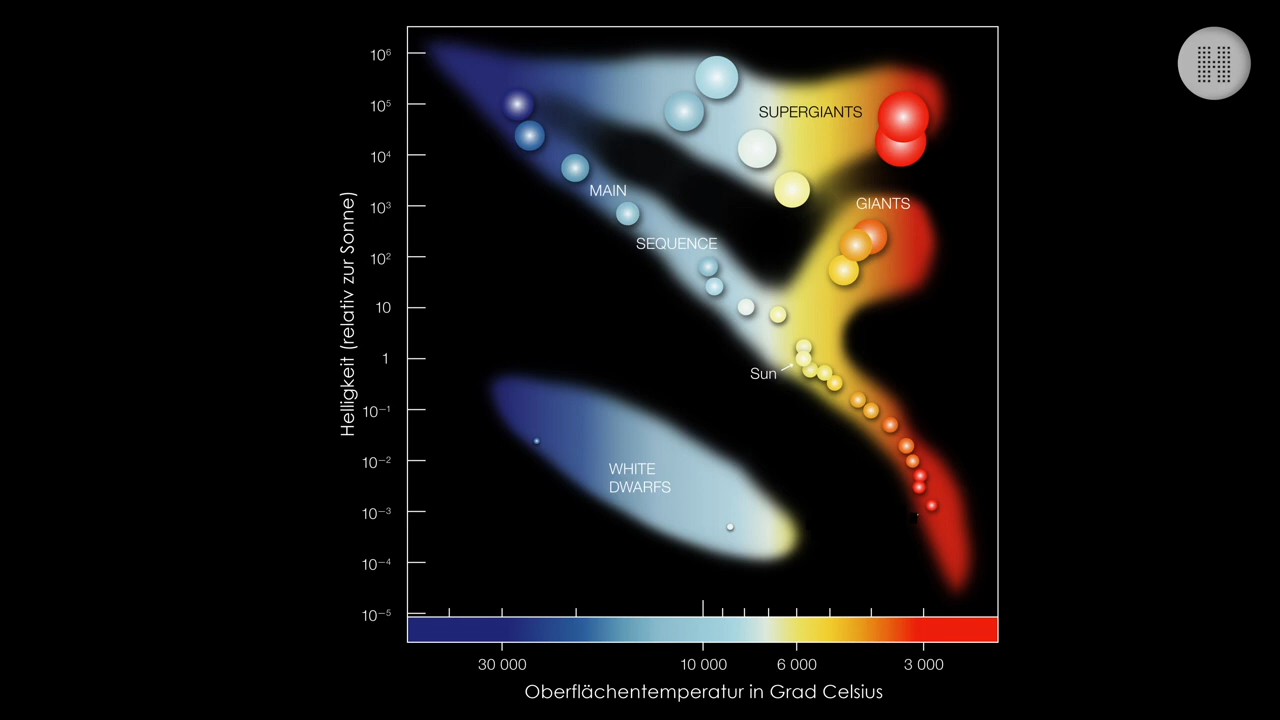 H
10⁶
10⁵
SUPERGIANTS
10⁴
MAIN
10³
GIANTS
SEQUENCE
10²
10
1
Sun
10⁻¹
10⁻²
WHITE
DWARFS
10⁻³
10⁻⁴
10⁻⁵
Helligkeit (relativ zur Sonne)
30 000 10 000 6 000 3 000
Oberflächentemperatur in Grad Celsius